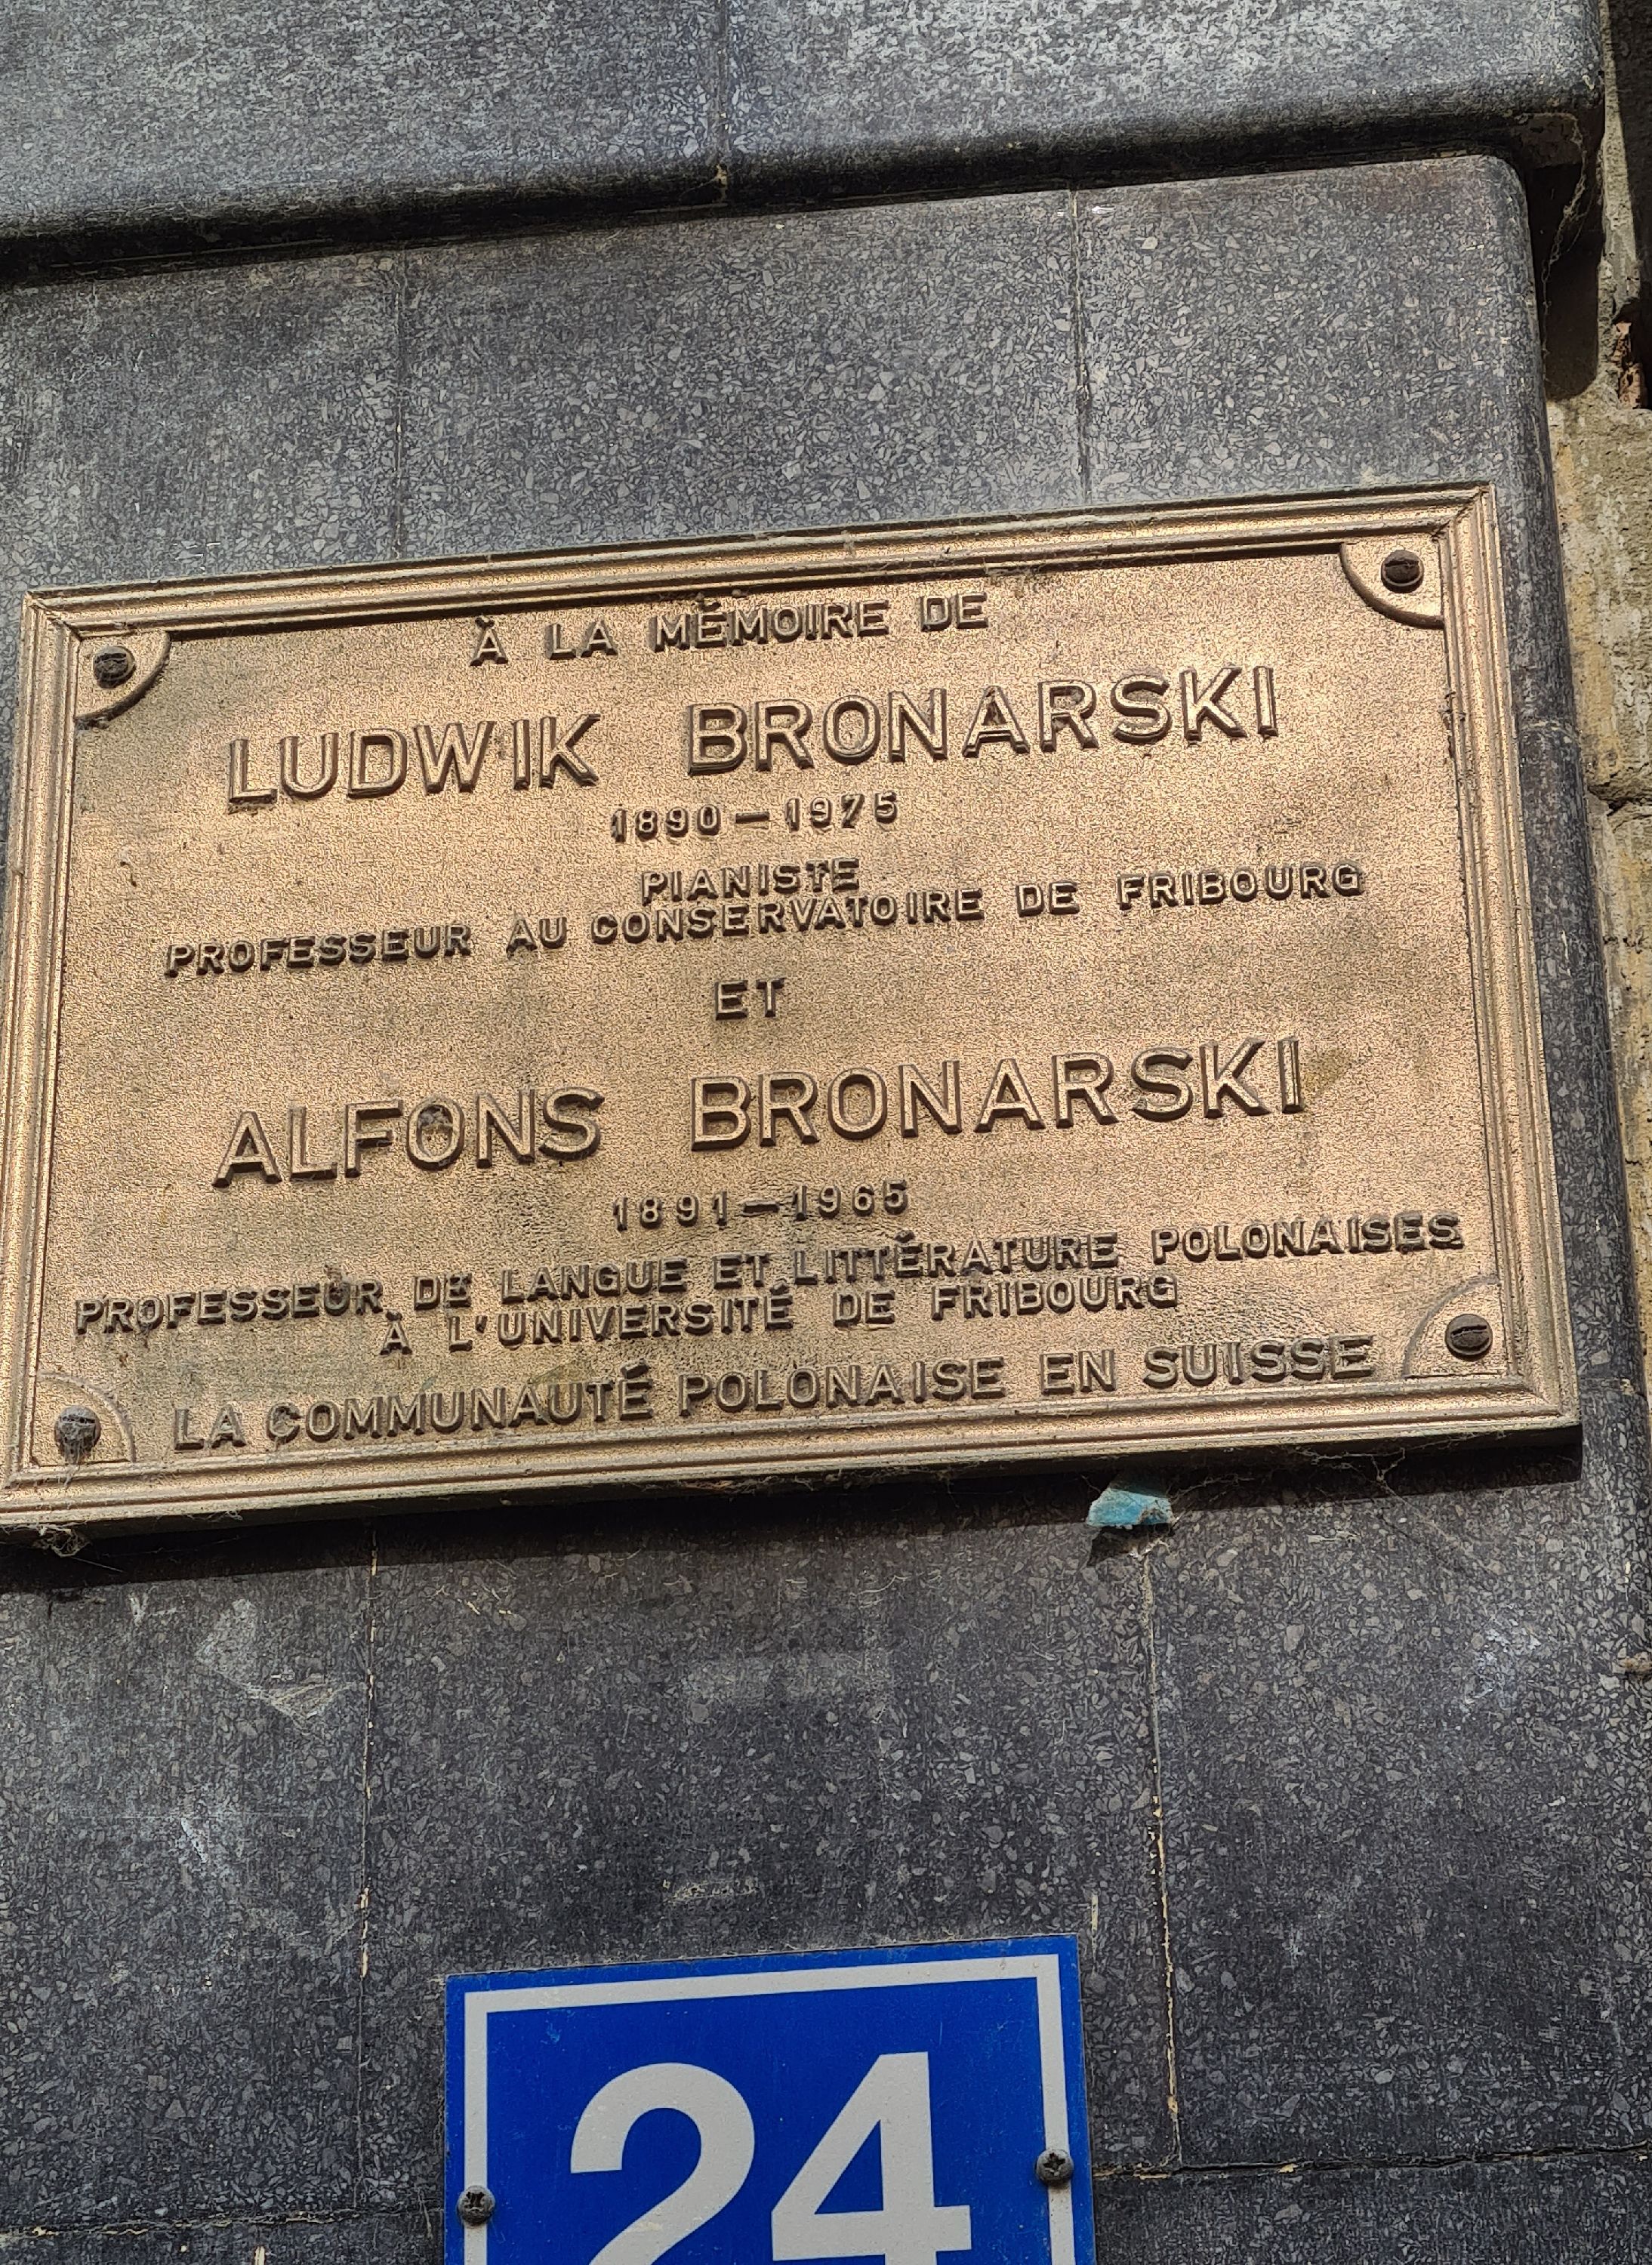 À LA MÉMOIRE DE
LUDWIK BRONARSKI
1890–1975
PIANISTE
PROFESSEUR AU CONSERVATOIRE DE FRIBOURG
ET
ALFONS BRONARSKI
1891–1965
PROFESSEUR DE LANGUE ET LITTÉRATURE POLONAISES
À L'UNIVERSITÉ DE FRIBOURG
LA COMMUNAUTÉ POLONAISE EN SUISSE
24